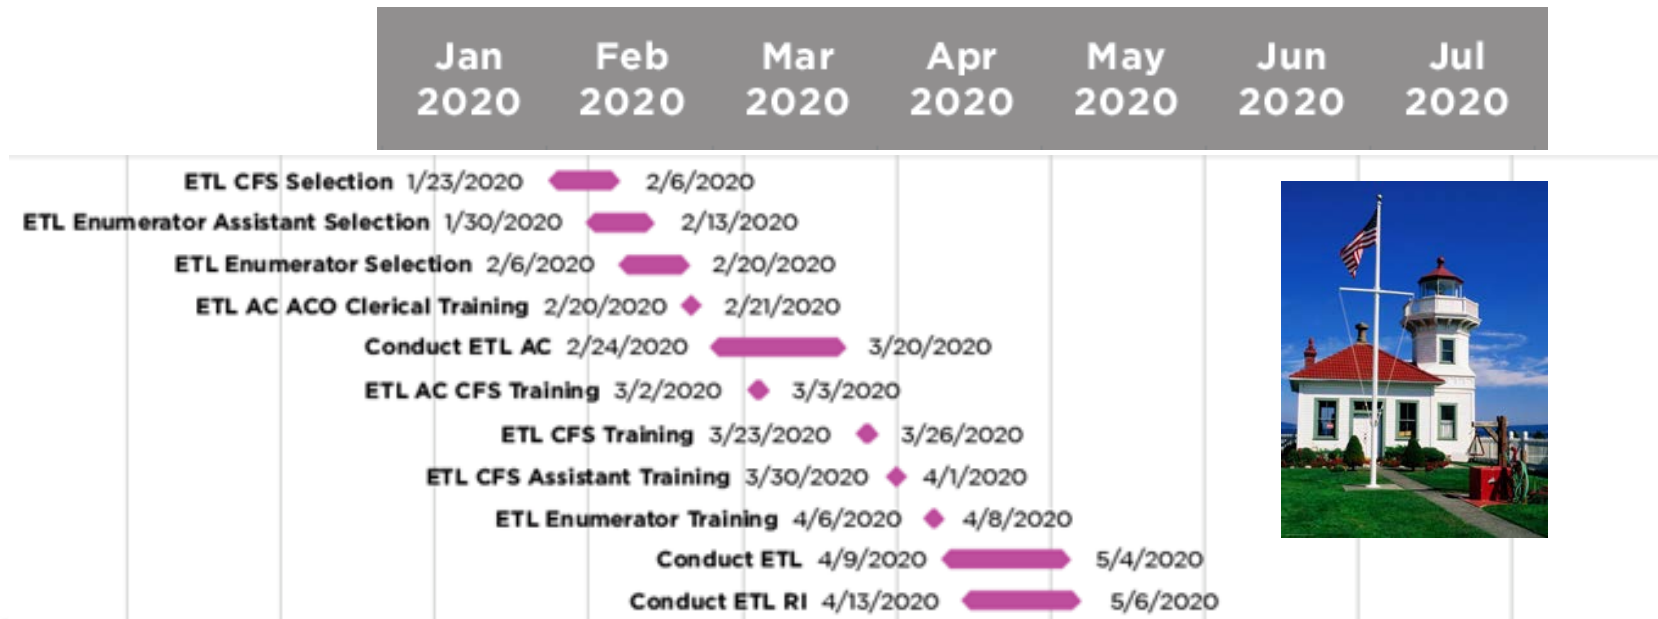 Jan Feb Mar Apr May Jun Jul
2020 2020 2020 2020 2020 2020 2020
ETL CFS Selection 1/23/2020 2/6/2020
ETL Enumerator Assistant Selection 1/30/2020 2/13/2020
ETL Enumerator Selection 2/6/2020 2/20/2020
ETL AC ACO Clerical Training 2/20/2020 2/21/2020
Conduct ETL AC 2/24/2020 3/20/2020
ETL AC CFS Training 3/2/2020 3/3/2020
ETL CFS Training 3/23/2020 3/26/2020
ETL CFS Assistant Training 3/30/2020 4/1/2020
ETL Enumerator Training 4/6/2020 4/8/2020
Conduct ETL 4/9/2020 5/4/2020
Conduct ETL RI 4/13/2020 5/6/2020